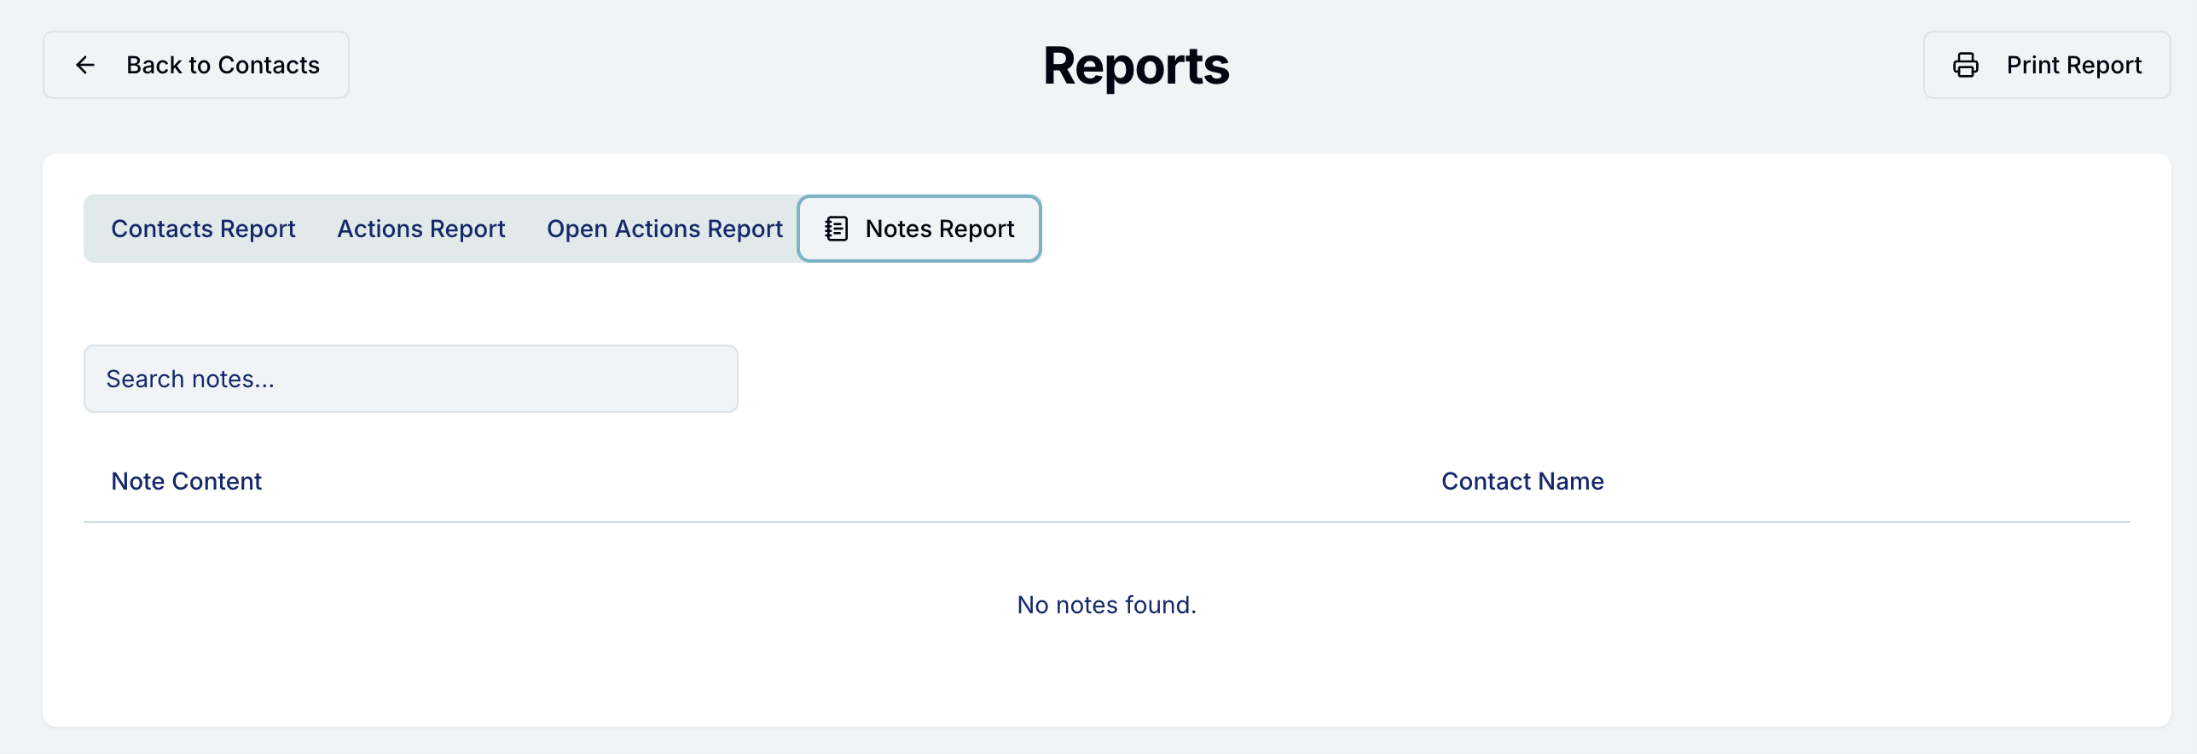 Back to Contacts
Reports
Print Report
Contacts Report
Actions Report
Open Actions Report
Notes Report
Search notes...
Note Content
Contact Name
No notes found.